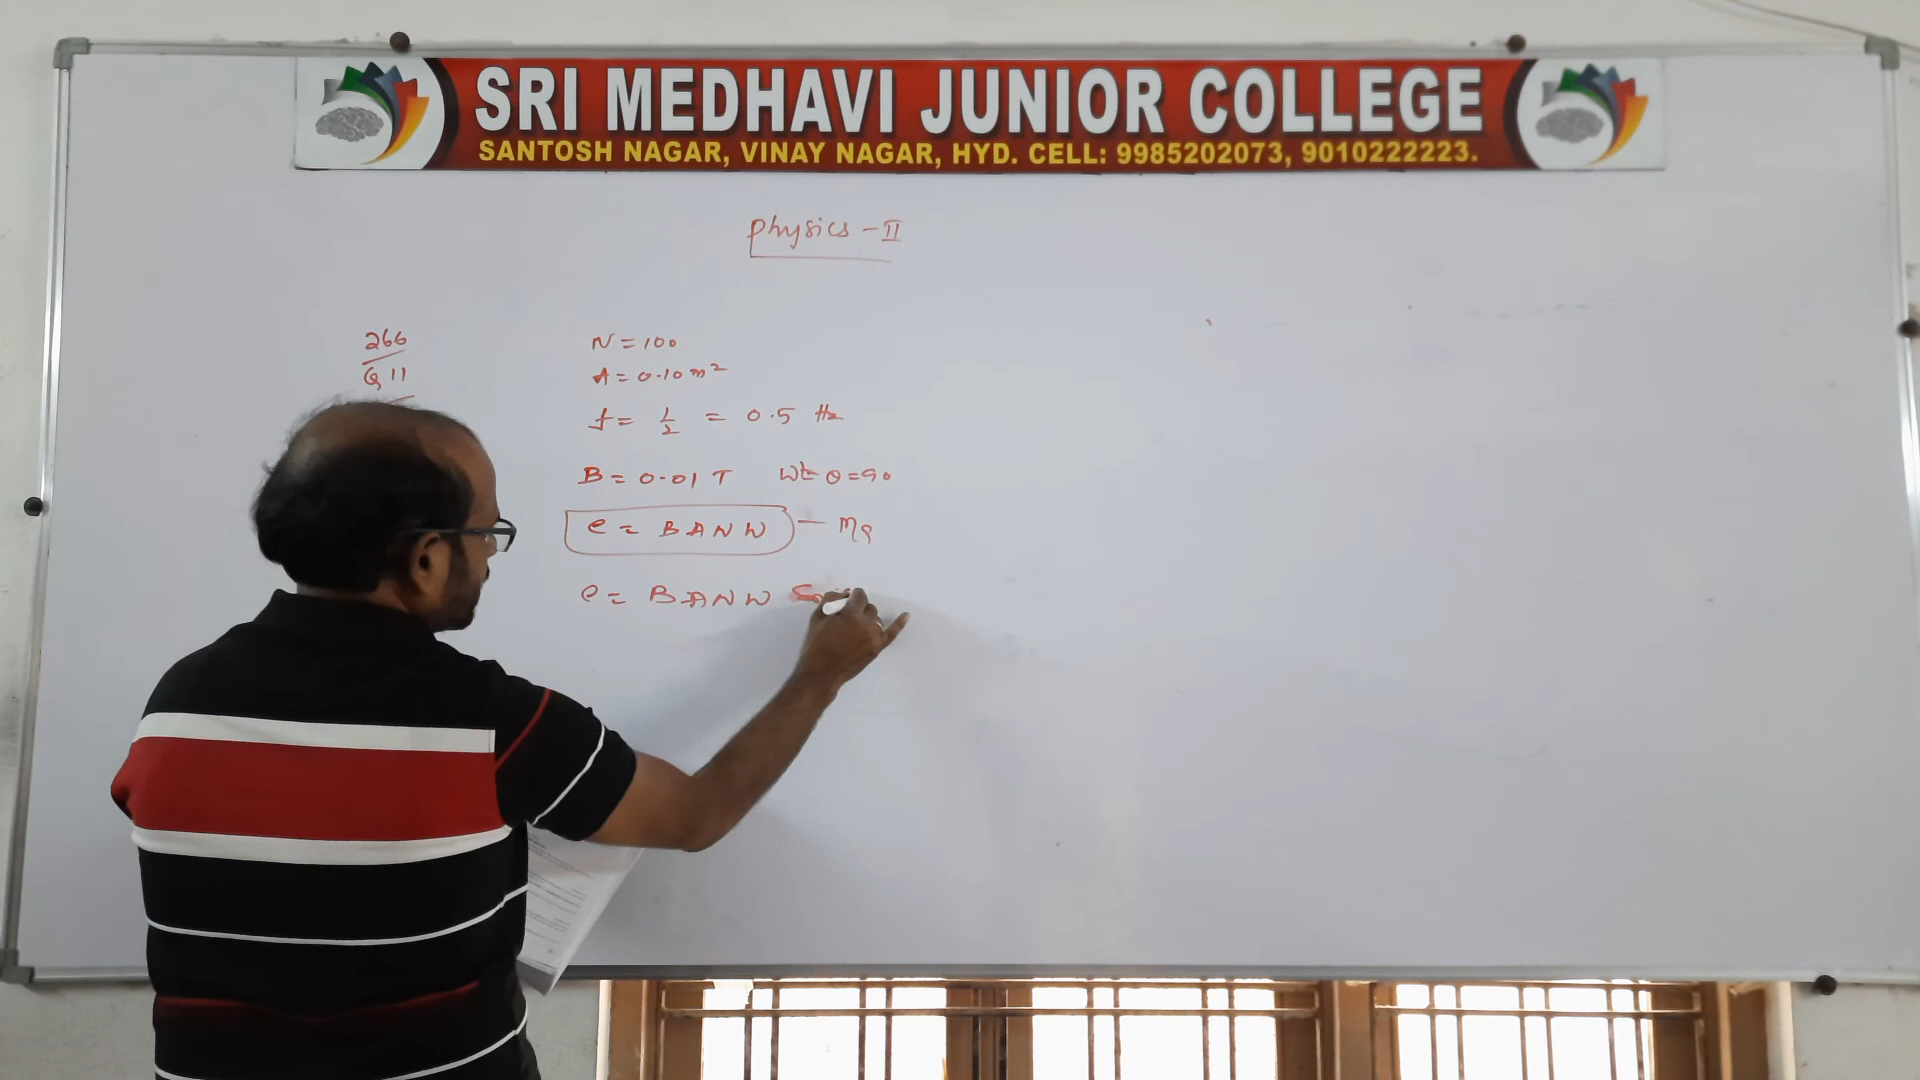 SRI MEDHAVI JUNIOR COLLEGE
SANTOSH NAGAR, VINAY NAGAR, HYD. CELL: 9985202073, 9010222223.
Physics - II
266
Q 11
N = 100
A = 0.10 m²
f = 1/2 = 0.5 Hz
B = 0.01 T wt= θ=90
e = BANW —
e = BANW